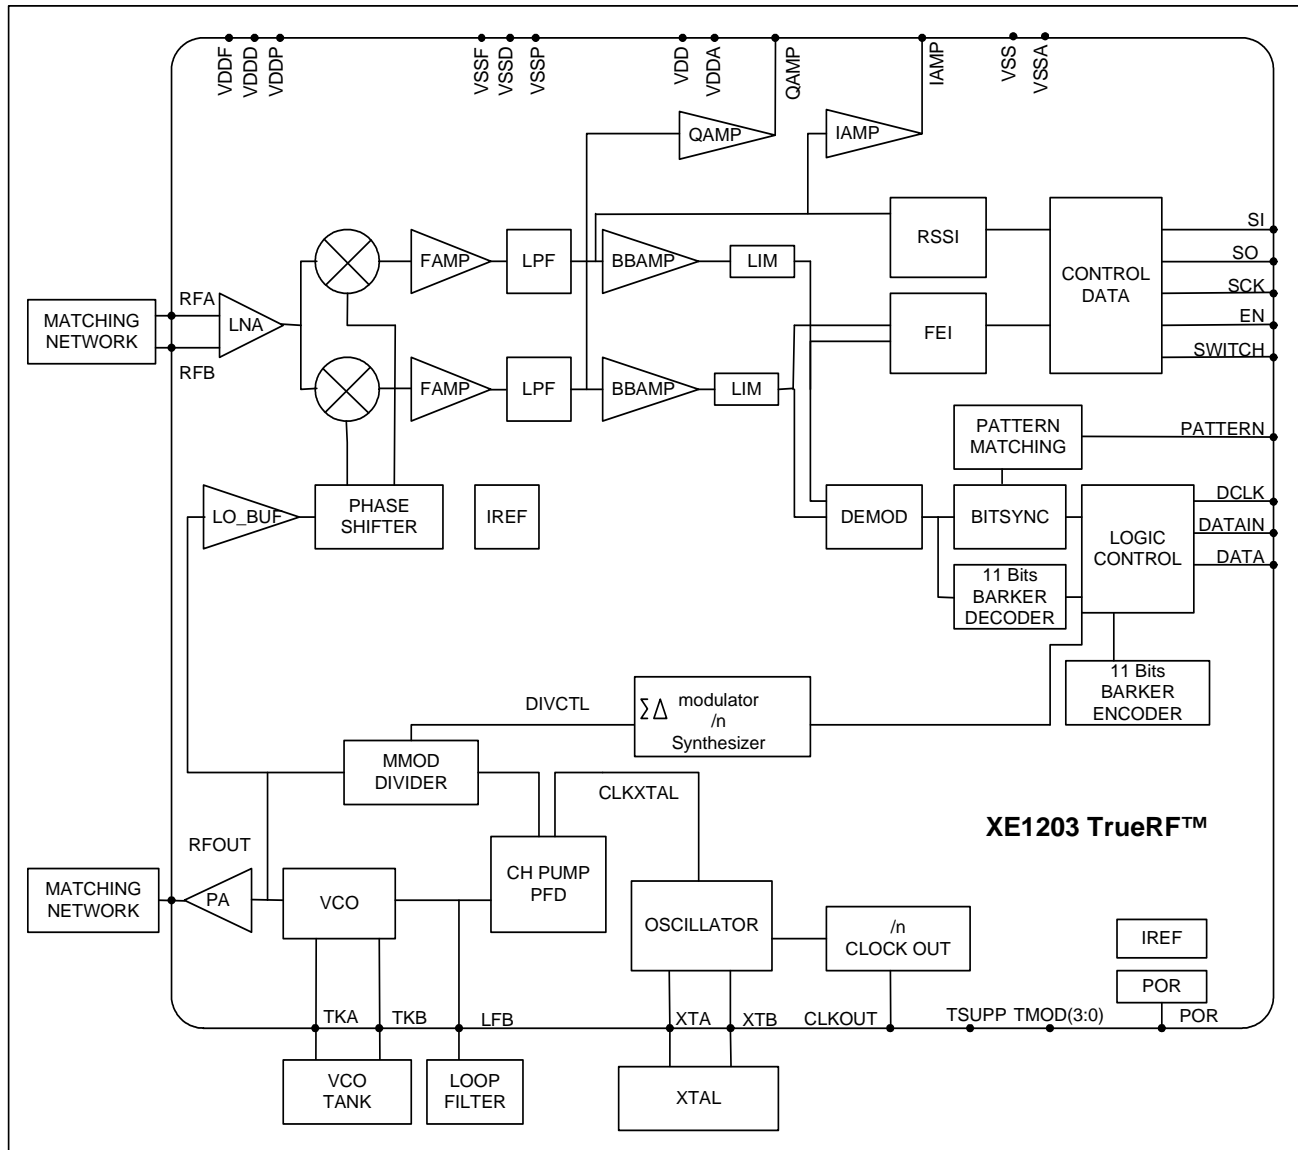 VDDF
VDDD
VDDP
VSSF
VSSD
VSSP
VDD
VDDA
QAMP
IAMP
VSS
VSSA
QAMP
IAMP
RSSI
CONTROL
DATA
SI
SO
SCK
EN
SWITCH
FAMP
LPF
BBAMP
LIM
MATCHING
NETWORK
RFA
RFB
LNA
FEI
FAMP
LPF
BBAMP
LIM
PATTERN
MATCHING
PATTERN
LO_BUF
PHASE
SHIFTER
IREF
DEMOD
BITSYNC
LOGIC
CONTROL
DCLK
DATAIN
DATA
11 Bits
BARKER
DECODER
11 Bits
BARKER
ENCODER
DIVCTL
ΣΔ modulator
/n
Synthesizer
MMOD
DIVIDER
CLKXTAL
XE1203 TrueRF™
RFOUT
MATCHING
NETWORK
PA
VCO
CH PUMP
PFD
OSCILLATOR
/n
CLOCK OUT
IREF
POR
TKA
TKB
LFB
XTA
XTB
CLKOUT
TSUPP
TMOD(3:0)
POR
VCO
TANK
LOOP
FILTER
XTAL